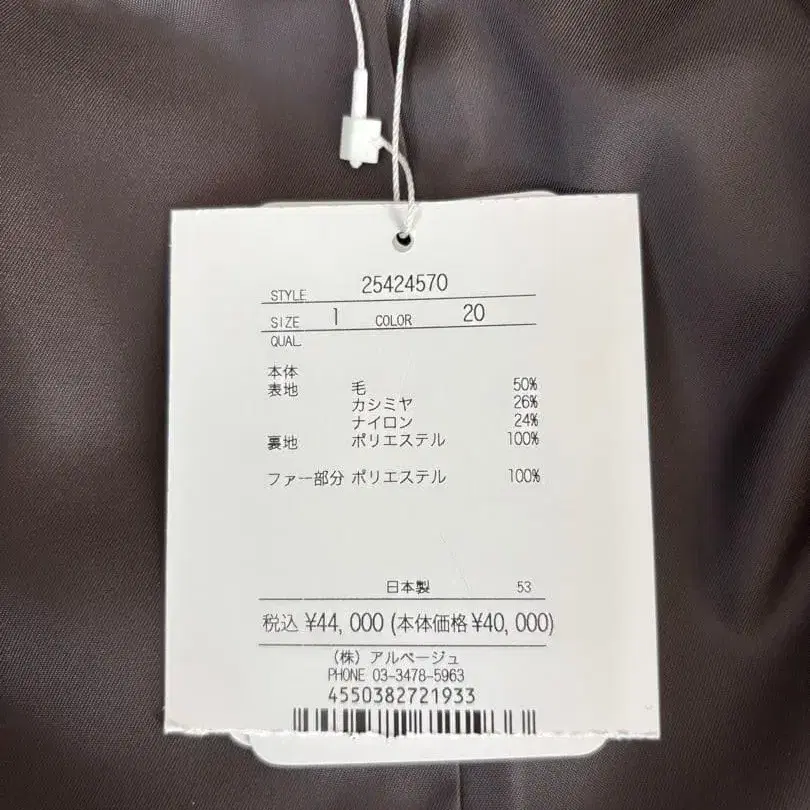 STYLE 25424570
SIZE 1 COLOR 20
QUAL.
本体
表地 毛 50%
カシミヤ 26%
ナイロン 24%
裏地 ポリエステル 100%
ファー部分 ポリエステル 100%
日本製 53
税込 ¥44,000 (本体価格 ¥40,000)
(株) アルページュ
PHONE 03-3478-5963
4550382721933